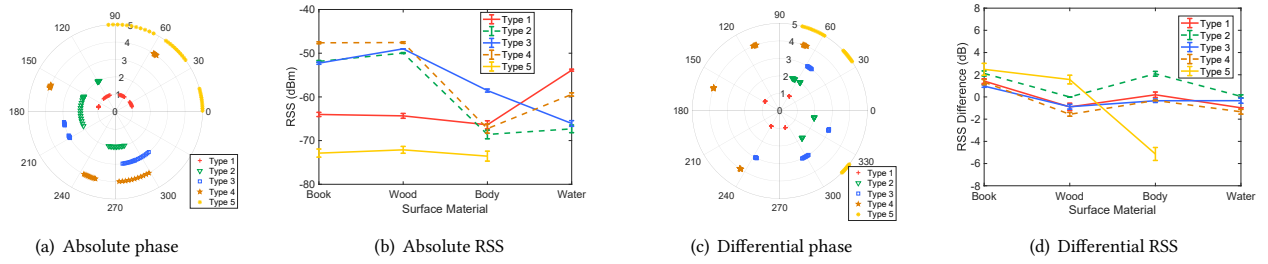 90
120
60
5
4
3
2
1
0
150
30
180
0
210
330
240
300
270
Type 1
Type 2
Type 3
Type 4
Type 5
(a) Absolute phase
-40
-50
-60
-70
-80
RSS (dBm)
Book
Wood
Body
Water
Surface Material
Type 1
Type 2
Type 3
Type 4
Type 5
(b) Absolute RSS
90
120
60
5
4
3
2
1
0
150
30
180
0
210
330
240
300
270
Type 1
Type 2
Type 3
Type 4
Type 5
(c) Differential phase
8
6
4
2
0
-2
-4
-6
-8
RSS Difference (dB)
Book
Wood
Body
Water
Surface Material
Type 1
Type 2
Type 3
Type 4
Type 5
(d) Differential RSS